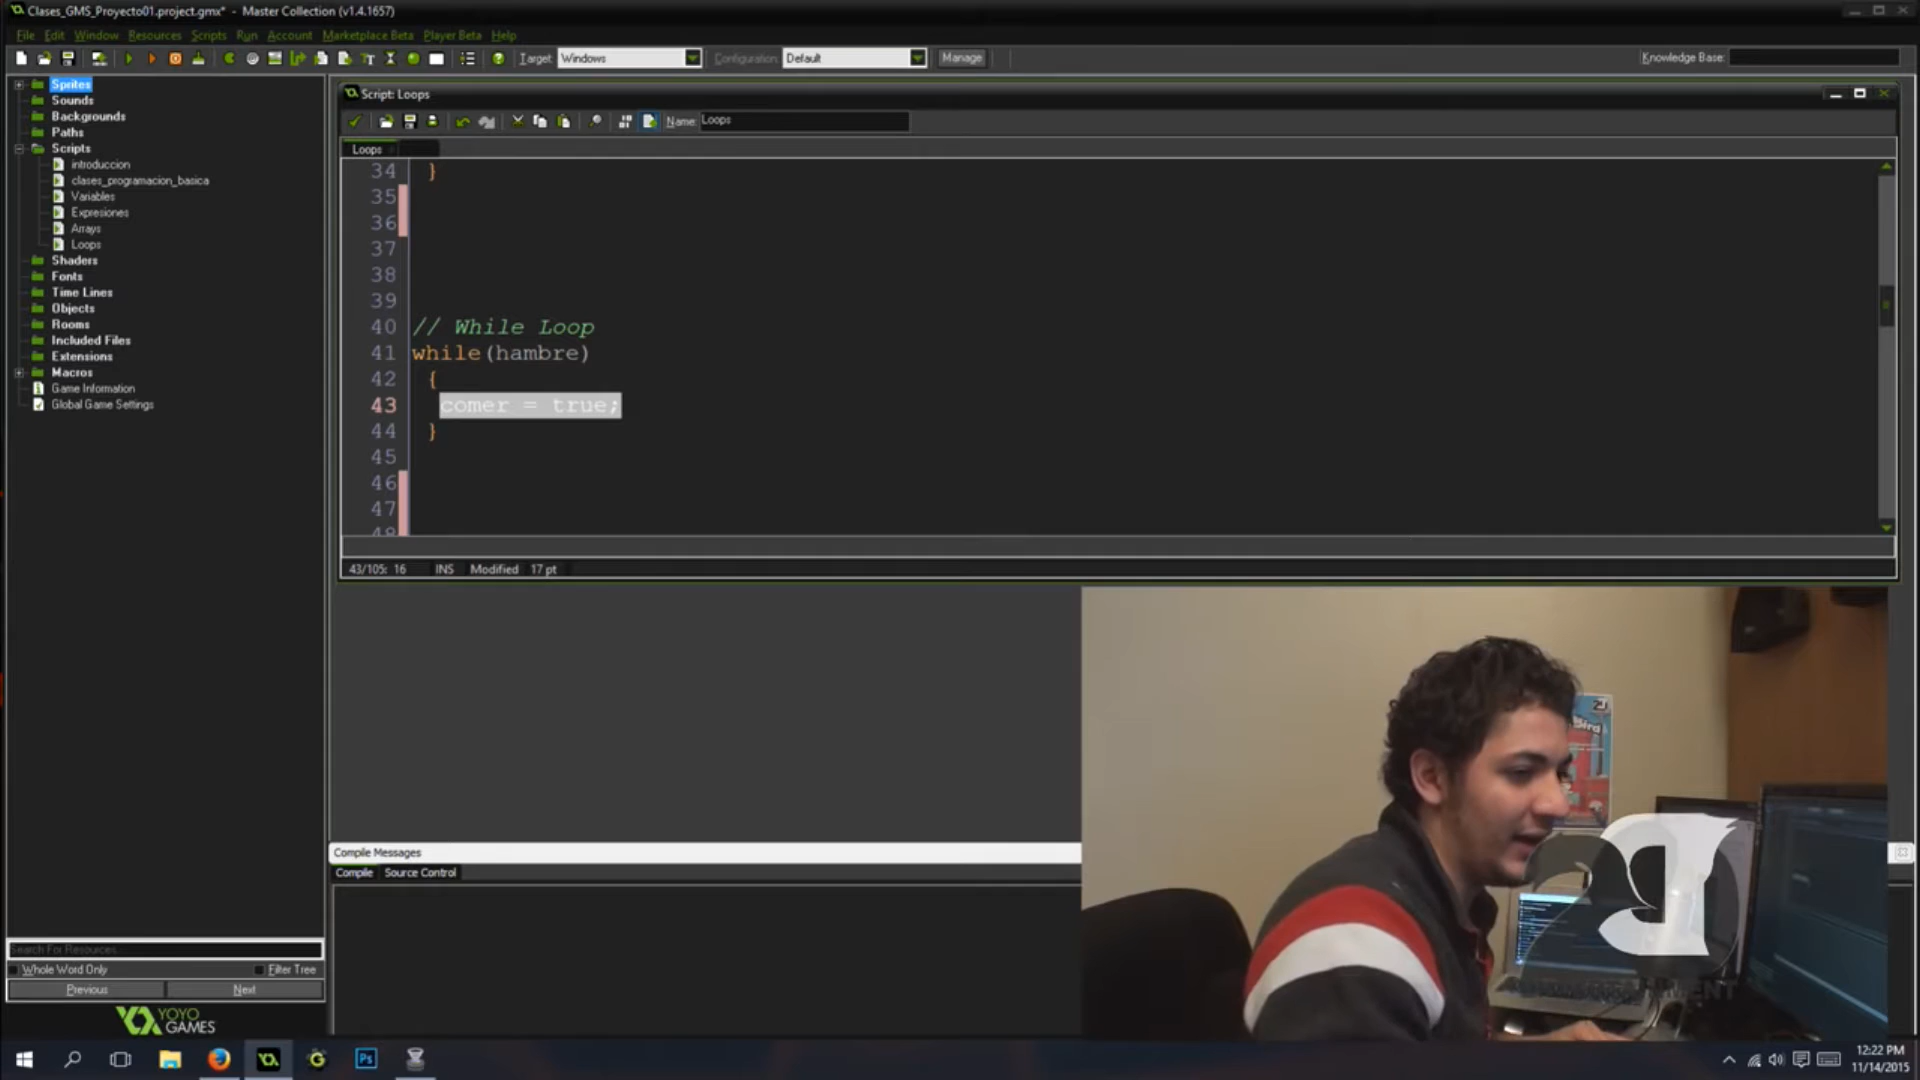 Clases_GMS_Proyecto01.project.gmx* - Master Collection (v1.4.1657)
File Edit Window Resources Scripts Run Account Marketplace Beta Player Beta Help
Target: Windows Configuration: Default Manage Knowledge Base:
Sprites
Sounds
Backgrounds
Paths
Scripts
introduccion
clases_programacion_basica
Variables
Expresiones
Arrays
Loops
Shaders
Fonts
Time Lines
Objects
Rooms
Included Files
Extensions
Macros
Game Information
Global Game Settings
Search For Resources
Whole Word Only Filter Tree
Previous Next
YOYO
GAMES
Script: Loops
Name: Loops
Loops
34 }
35
36
37
38
39
40 // While Loop
41 while(hambre)
42 {
43 comer = true;
44 }
45
46
47
48
43/105: 16 INS Modified 17 pt
Compile Messages
Compile Source Control
Ps
12:22 PM
11/14/2015